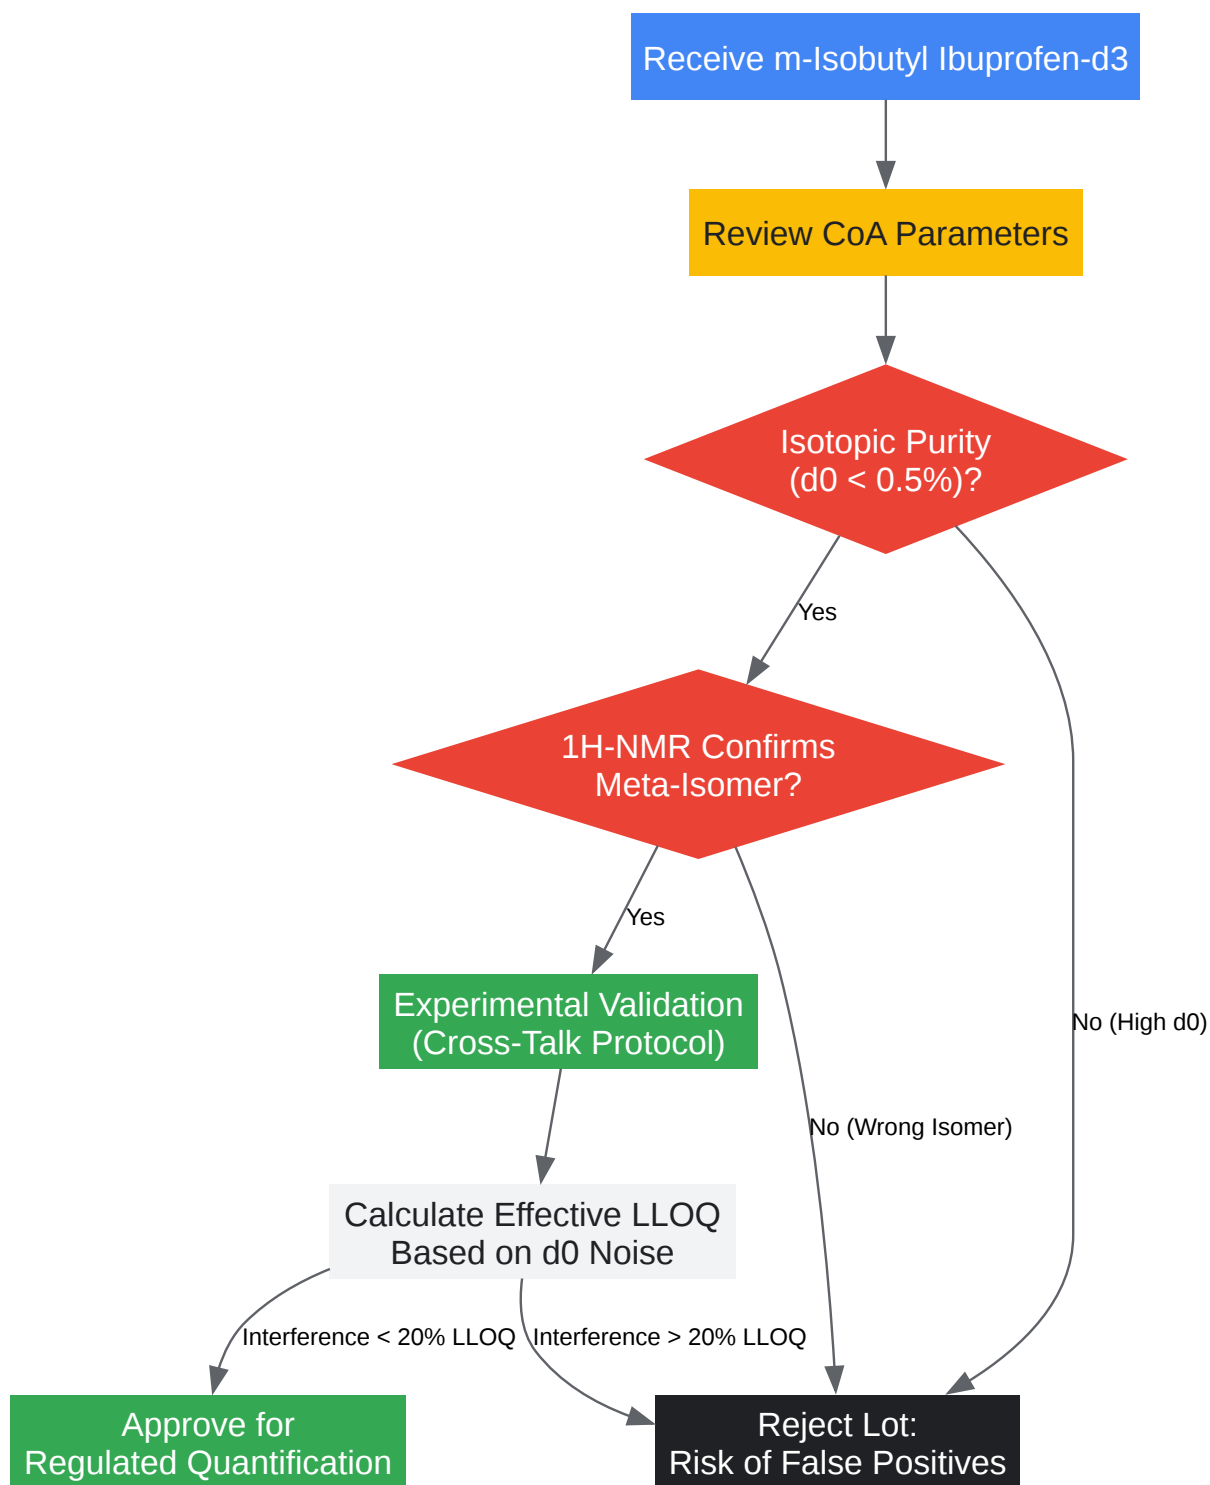 Receive m-Isobutyl Ibuprofen-d3
Review CoA Parameters
Isotopic Purity
(d0 < 0.5%)?
Yes
1H-NMR Confirms
Meta-Isomer?
Yes
Experimental Validation
(Cross-Talk Protocol)
No (High d0)
No (Wrong Isomer)
Calculate Effective LLOQ
Based on d0 Noise
Interference < 20% LLOQ
Interference > 20% LLOQ
Approve for
Regulated Quantification
Reject Lot:
Risk of False Positives